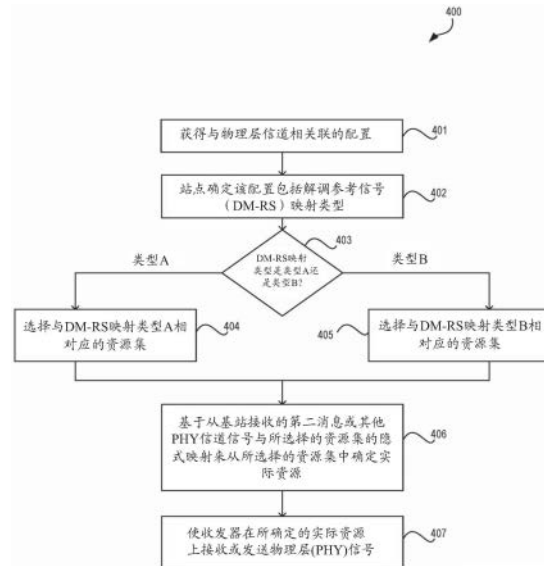 400
获得与物理层信道相关联的配置
401
站点确定该配置包括解调参考信号
（DM-RS）映射类型
402
403
DM-RS映射
类型是类型A还
是类型B?
类型A
类型B
选择与DM-RS映射类型A相
对应的资源集
404
405
选择与DM-RS映射类型B相
对应的资源集
基于从基站接收的第二消息或其他
PHY信道信号与所选择的资源集的隐
式映射来从所选择的资源集中确定实
际资源
406
使收发器在所确定的实际资源
上接收或发送物理层(PHY)信号
407